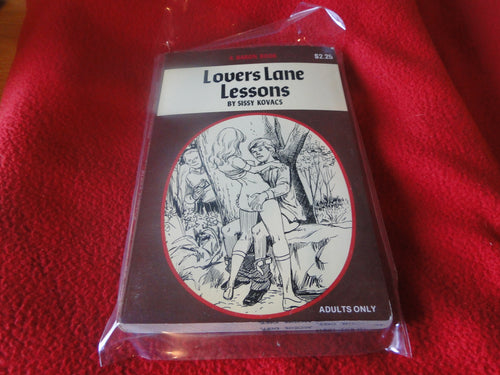 $2.25
Lovers Lane
Lessons
BY SISSY KOVACS
ADULTS ONLY